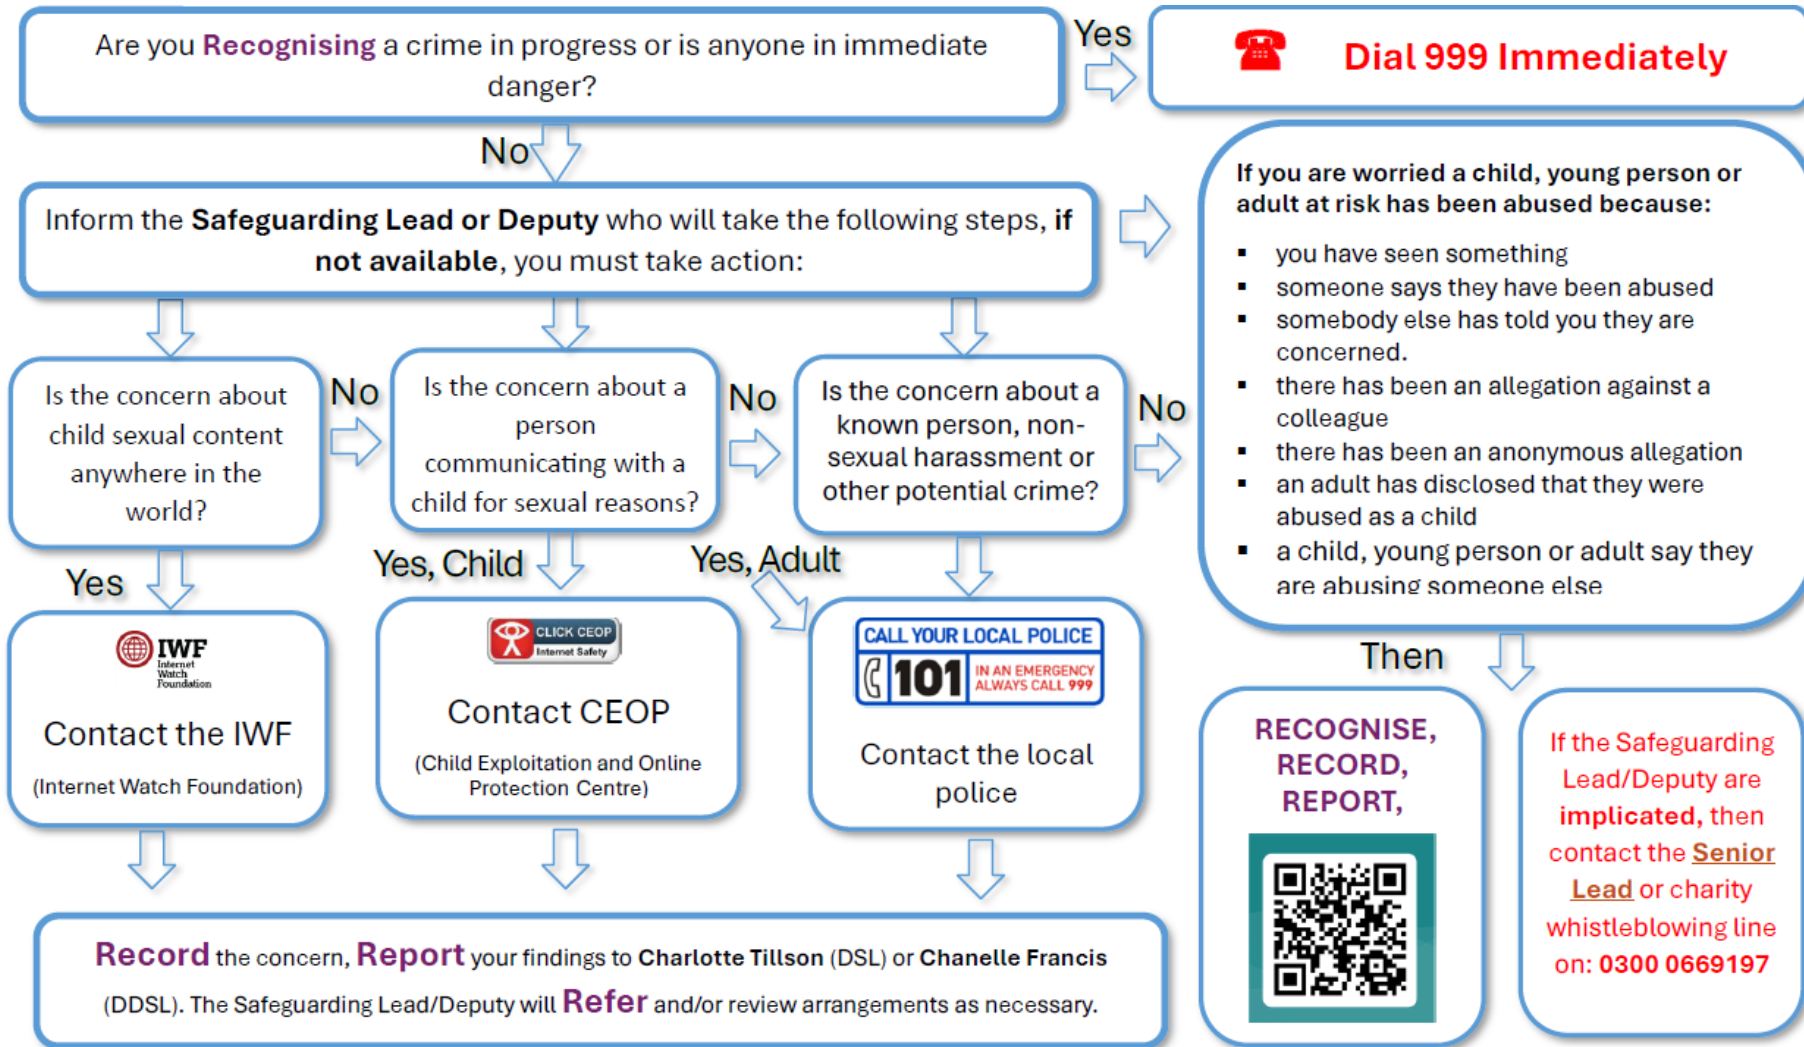 Are you Recognising a crime in progress or is anyone in immediate
danger?
Yes
Dial 999 Immediately
No
Inform the Safeguarding Lead or Deputy who will take the following steps, if
not available, you must take action:
If you are worried a child, young person or
adult at risk has been abused because:
▪ you have seen something
▪ someone says they have been abused
▪ somebody else has told you they are
concerned.
▪ there has been an allegation against a
colleague
▪ there has been an anonymous allegation
▪ an adult has disclosed that they were
abused as a child
▪ a child, young person or adult say they
are abusing someone else
Is the concern about
child sexual content
anywhere in the
world?
No
Is the concern about a
person
communicating with a
child for sexual reasons?
No
Is the concern about a
known person, non-
sexual harassment or
other potential crime?
No
Yes
Yes, Child
Yes, Adult
IWF
Internet
Watch
Foundation
Contact the IWF
(Internet Watch Foundation)
CLICK CEOP
Internet Safety
Contact CEOP
(Child Exploitation and Online
Protection Centre)
CALL YOUR LOCAL POLICE
101
IN AN EMERGENCY
ALWAYS CALL 999
Contact the local
police
Then
RECOGNISE,
RECORD,
REPORT,
If the Safeguarding
Lead/Deputy are
implicated, then
contact the Senior
Lead or charity
whistleblowing line
on: 0300 0669197
Record the concern, Report your findings to Charlotte Tillson (DSL) or Chanelle Francis
(DDSL). The Safeguarding Lead/Deputy will Refer and/or review arrangements as necessary.